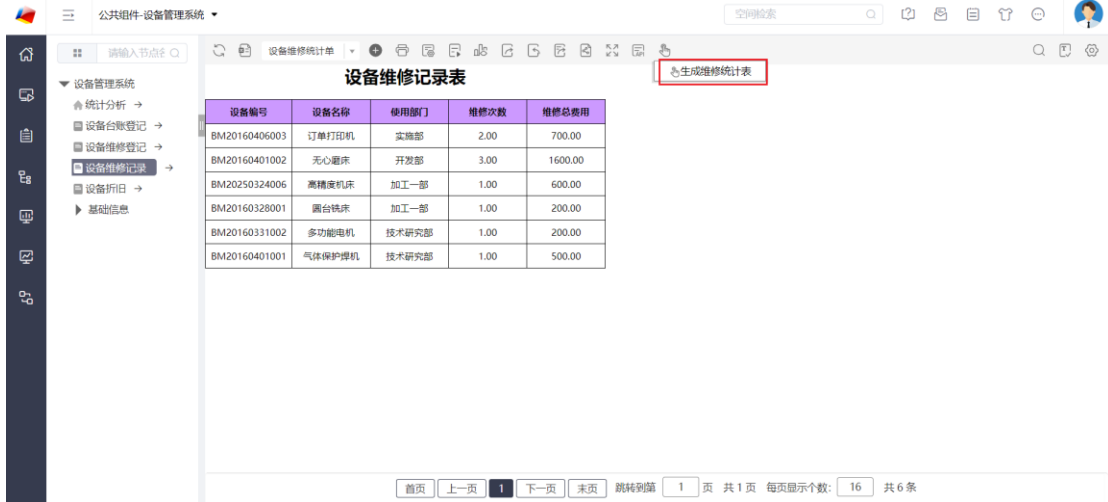 公共组件-设备管理系统
空间检索
请输入节点名
设备维修统计单
生成维修统计表
设备管理系统
统计分析
设备台账登记
设备维修登记
设备维修记录
设备折旧
基础信息
设备维修记录表
设备编号 设备名称 使用部门 维修次数 维修总费用
BM20160406003 订单打印机 实施部 2.00 700.00
BM20160401002 无心磨床 开发部 3.00 1600.00
BM20250324006 高精度机床 加工一部 1.00 600.00
BM20160328001 圆台铣床 加工一部 1.00 200.00
BM20160331002 多功能电机 技术研究部 1.00 200.00
BM20160401001 气体保护焊机 技术研究部 1.00 500.00
首页 上一页 1 下一页 末页 跳转到第 1 页 共1页 每页显示个数: 16 共6条